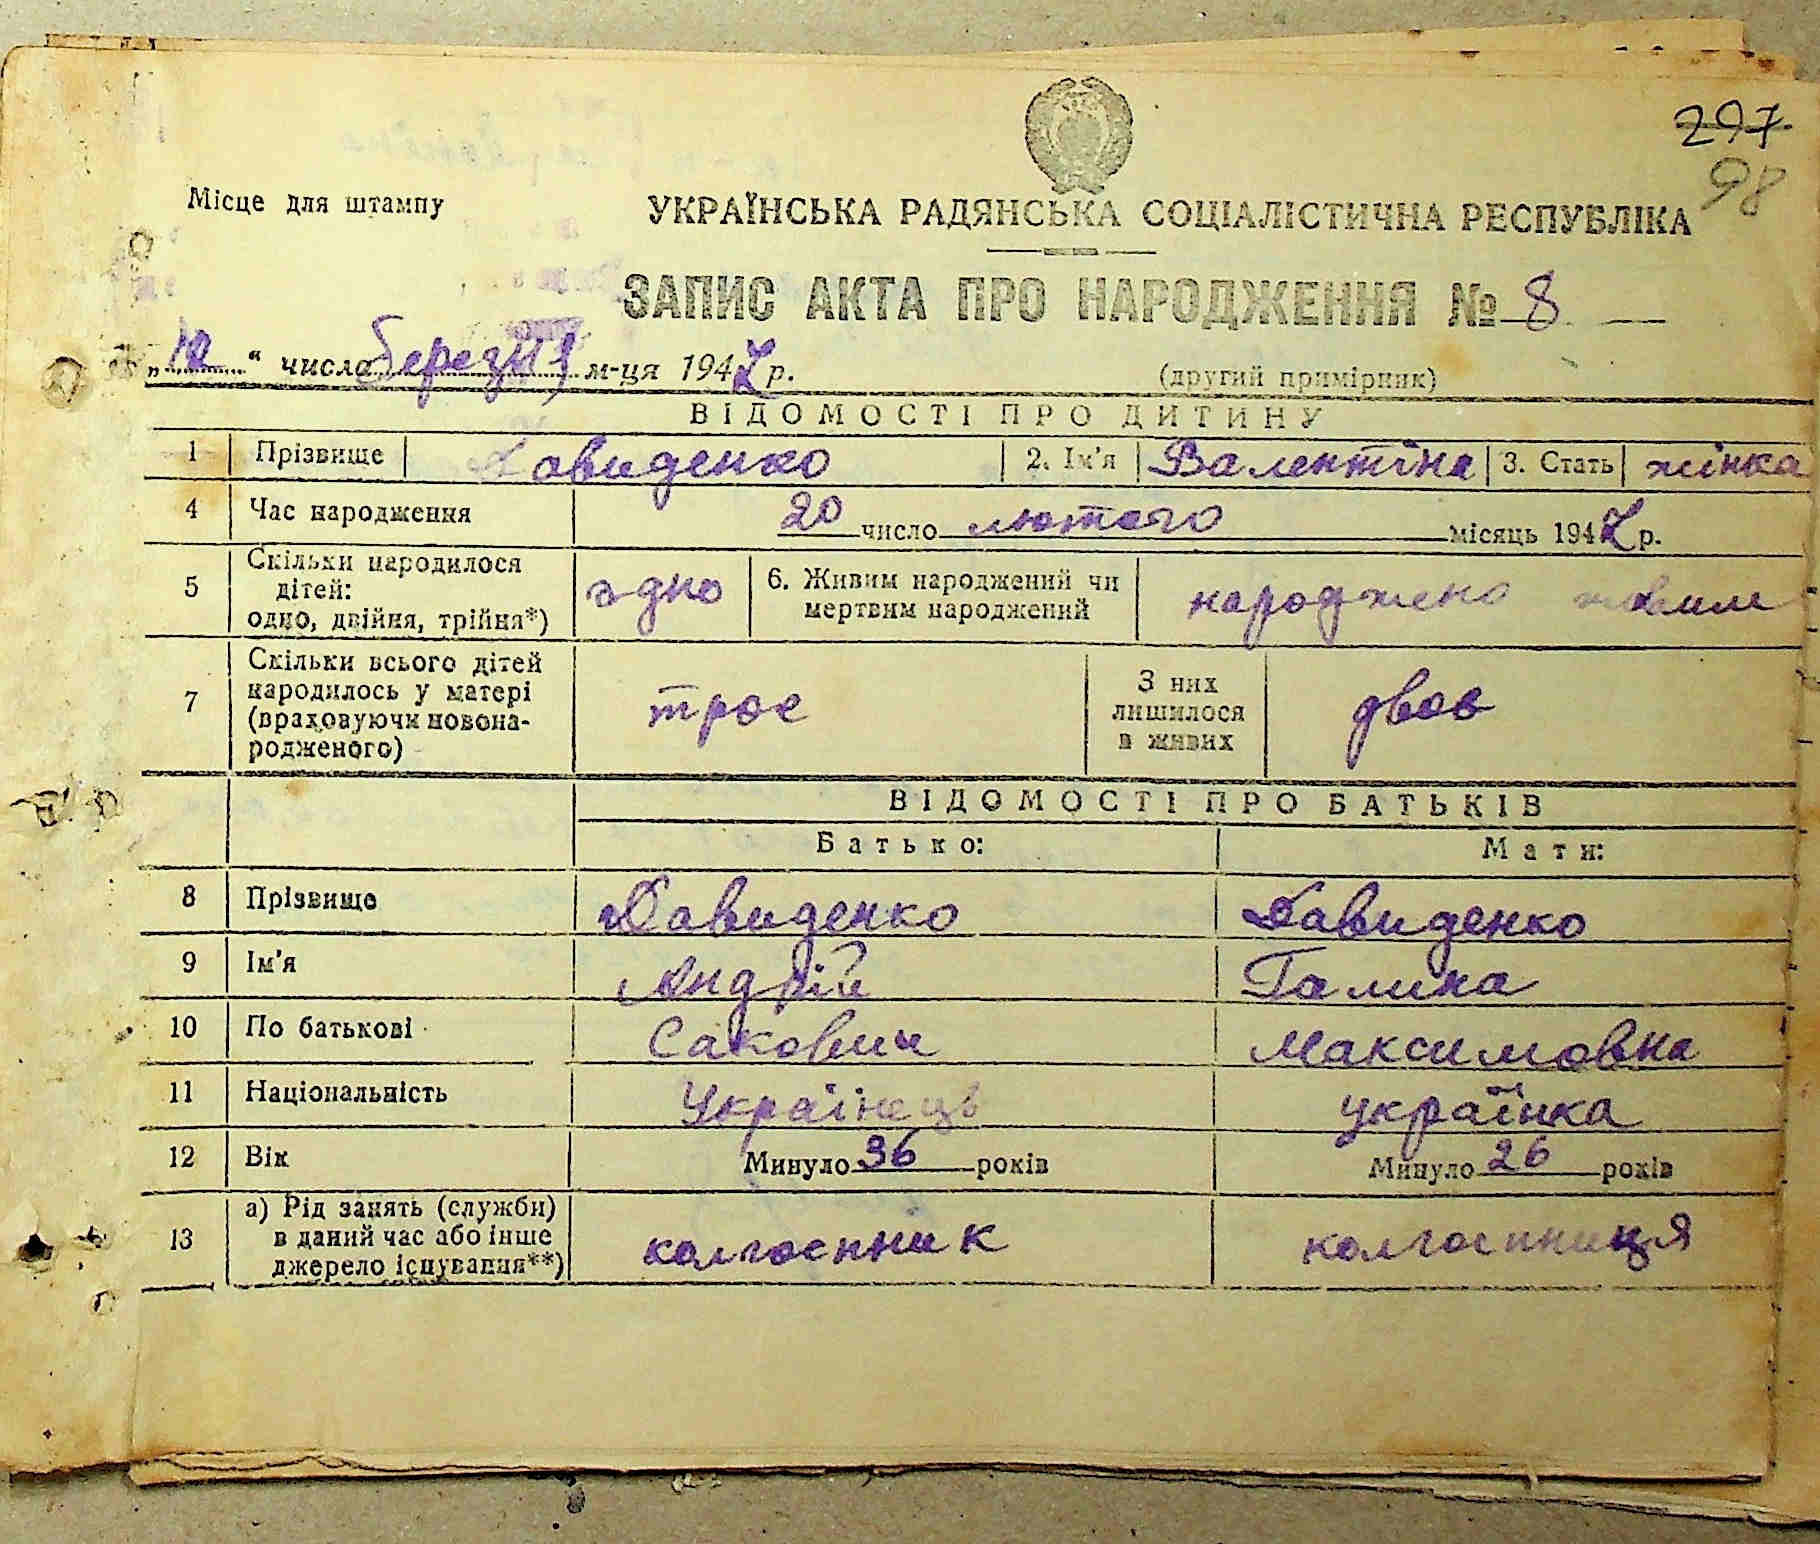 297
98
Місце для штампу
УКРАЇНСЬКА РАДЯНСЬКА СОЦІАЛІСТИЧНА РЕСПУБЛІКА
ЗАПИС АКТА ПРО НАРОДЖЕННЯ № 8
„10“ числа березня м-ця 1947 р.
(другий примірник)
ВІДОМОСТІ ПРО ДИТИНУ
1 Прізвище Давиденко 2. Ім'я Валентіна 3. Стать жінка
4 Час народження 20 число лютого місяць 1947 р.
5 Скільки народилося дітей: одно, двійня, трійня*) одно 6. Живим народжений чи мертвим народжений народжено живим
7 Скільки всього дітей народилось у матері (враховуючи новонародженого) троє З них лишилося в живих двоє
ВІДОМОСТІ ПРО БАТЬКІВ
Батько: Мати:
8 Прізвище Давиденко Давиденко
9 Ім'я Андрій Галина
10 По батькові Сакович Максимовна
11 Національність Українець українка
12 Вік Минуло 36 років Минуло 26 років
13 а) Рід занять (служби) в даний час або інше джерело існування**) колгоспник колгоспниця